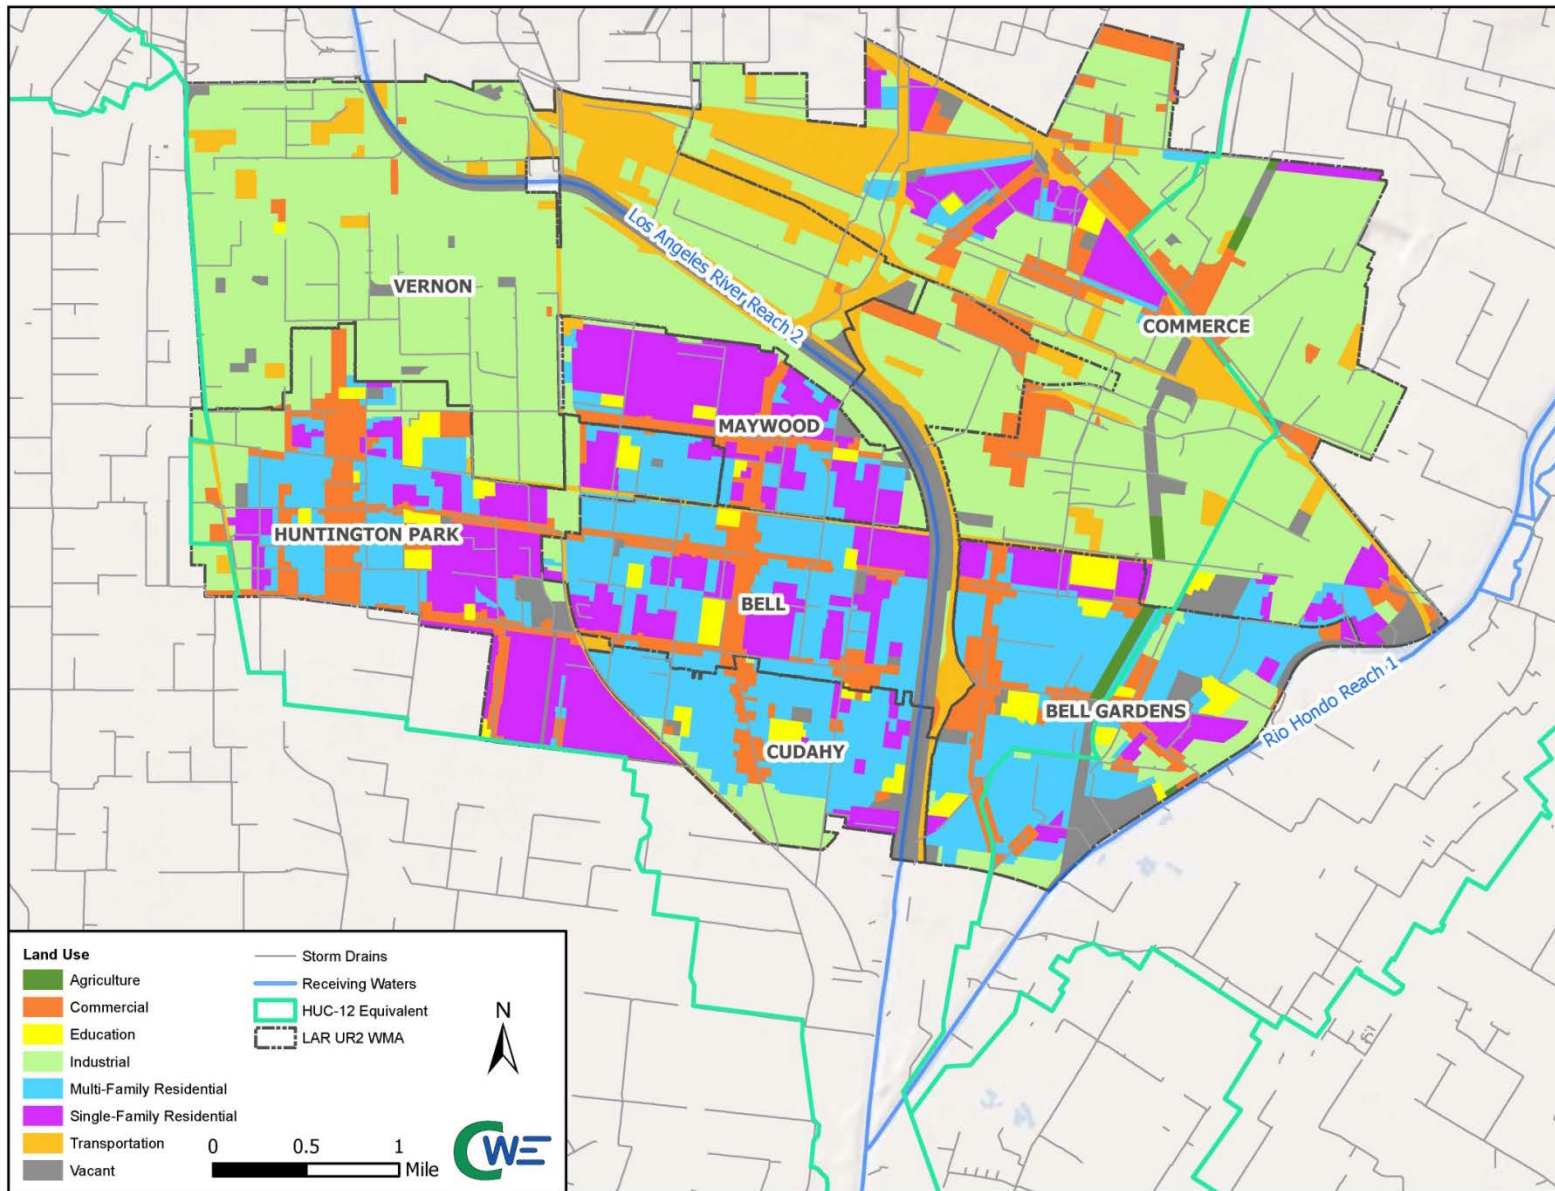 Los Angeles River Reach 2
VERNON
COMMERCE
MAYWOOD
HUNTINGTON PARK
BELL
BELL GARDENS
CUDAHY
Rio Hondo Reach 1
Land Use
Agriculture
Commercial
Education
Industrial
Multi-Family Residential
Single-Family Residential
Transportation
Vacant
Storm Drains
Receiving Waters
HUC-12 Equivalent
LAR UR2 WMA
N
0 0.5 1
Mile
CWE